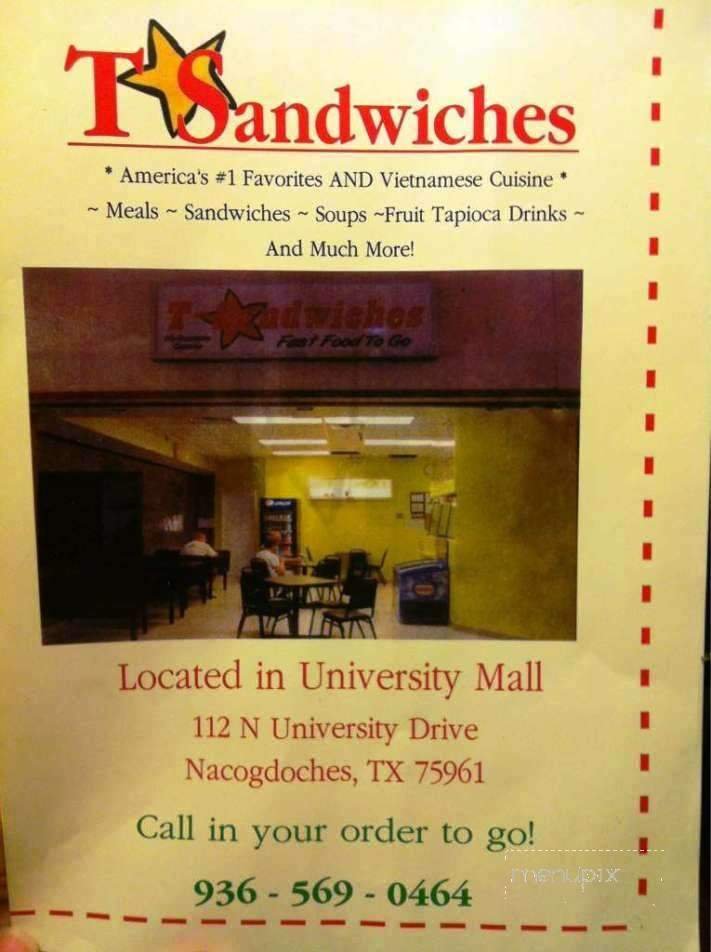 T Sandwiches
* America's #1 Favorites AND Vietnamese Cuisine *
~ Meals ~ Sandwiches ~ Soups ~Fruit Tapioca Drinks ~
And Much More!
T Sandwiches
Fast Food To Go
Located in University Mall
112 N University Drive
Nacogdoches, TX 75961
Call in your order to go!
936 - 569 - 0464
menupix